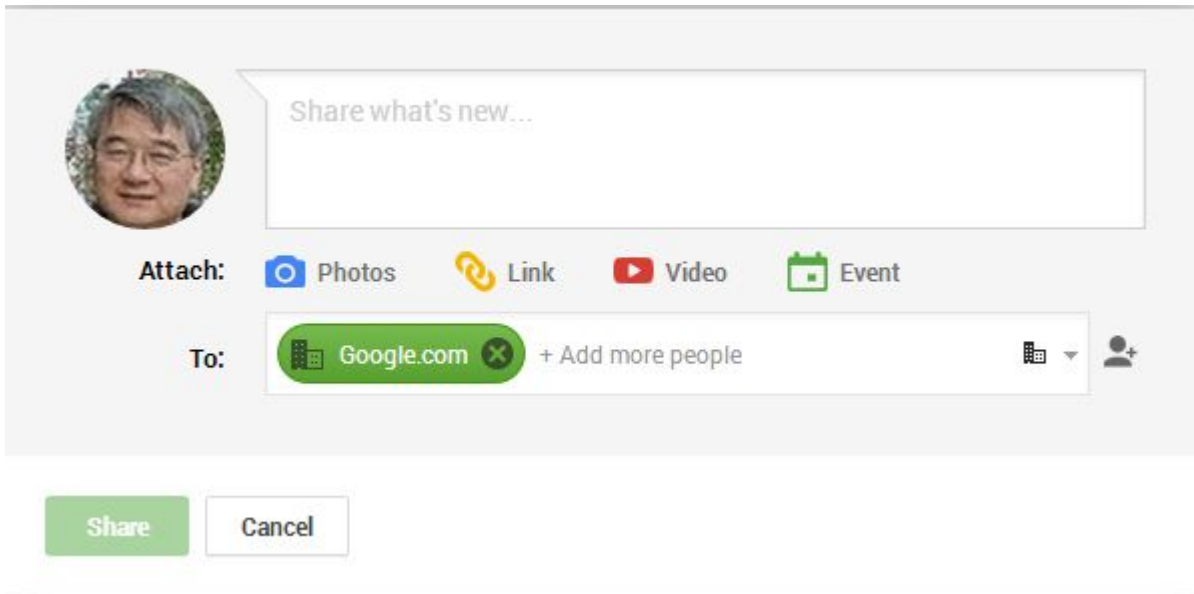 Share what's new...
Attach: Photos Link Video Event
To: Google.com + Add more people
Share Cancel